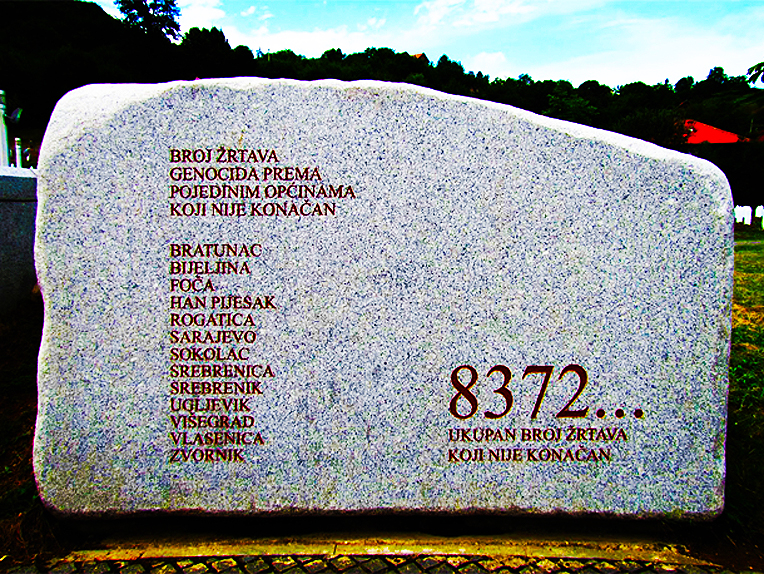 BROJ ŽRTAVA
GENOCIDA PREMA
POJEDINIM OPĆINAMA
KOJI NIJE KONAČAN
BRATUNAC
BIJELJINA
FOČA
HAN PIJESAK
ROGATICA
SARAJEVO
SOKOLAC
SREBRENICA
SREBRENIK
UGLJEVIK
VIŠEGRAD
VLASENICA
ZVORNIK
8372...
UKUPAN BROJ ŽRTAVA
KOJI NIJE KONAČAN